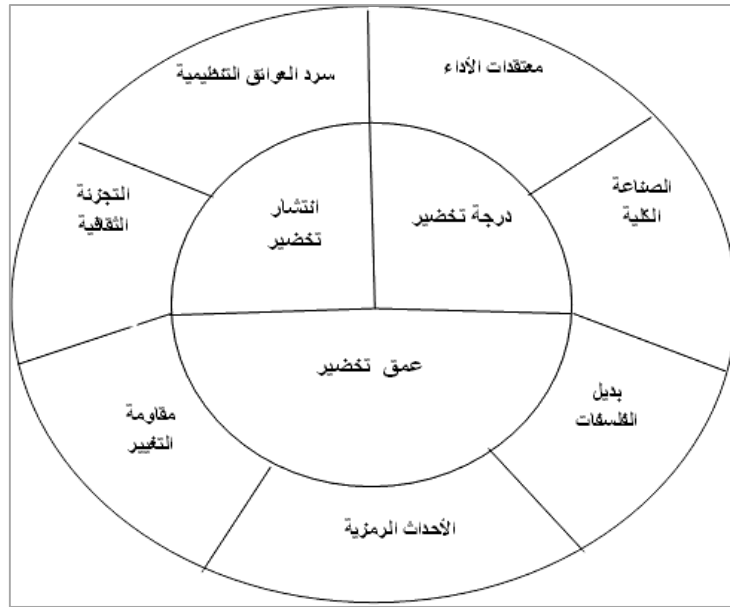 معتقدات الأداء
سرد العوائق التنظيمية
الصناعة
الكلية
التجزئة
الثقافية
انتشار
تخضير
درجة تخضير
عمق تخضير
بديل
الفلسفات
مقاومة
التغيير
الأحداث الرمزية